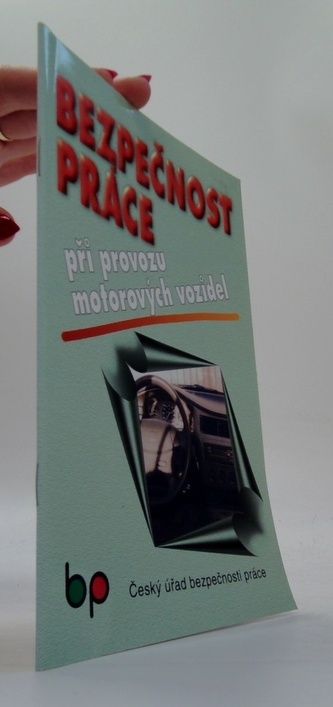 BEZPEČNOST
PRÁCE
při provozu
motorových vozidel
bp
Český úřad bezpečnosti práce